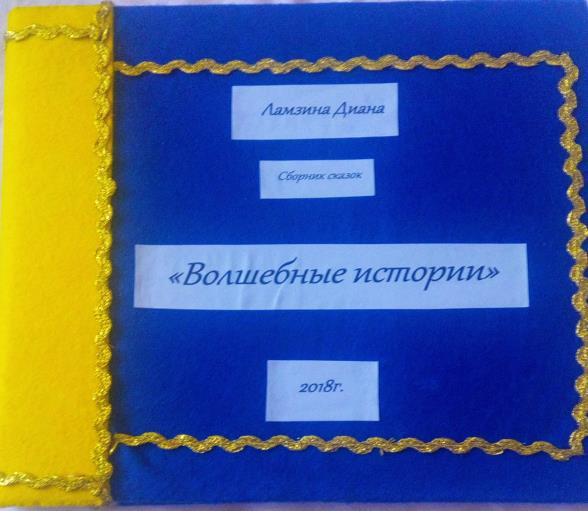 Ламзина Диана
Сборник сказок
«Волшебные истории»
2018г.